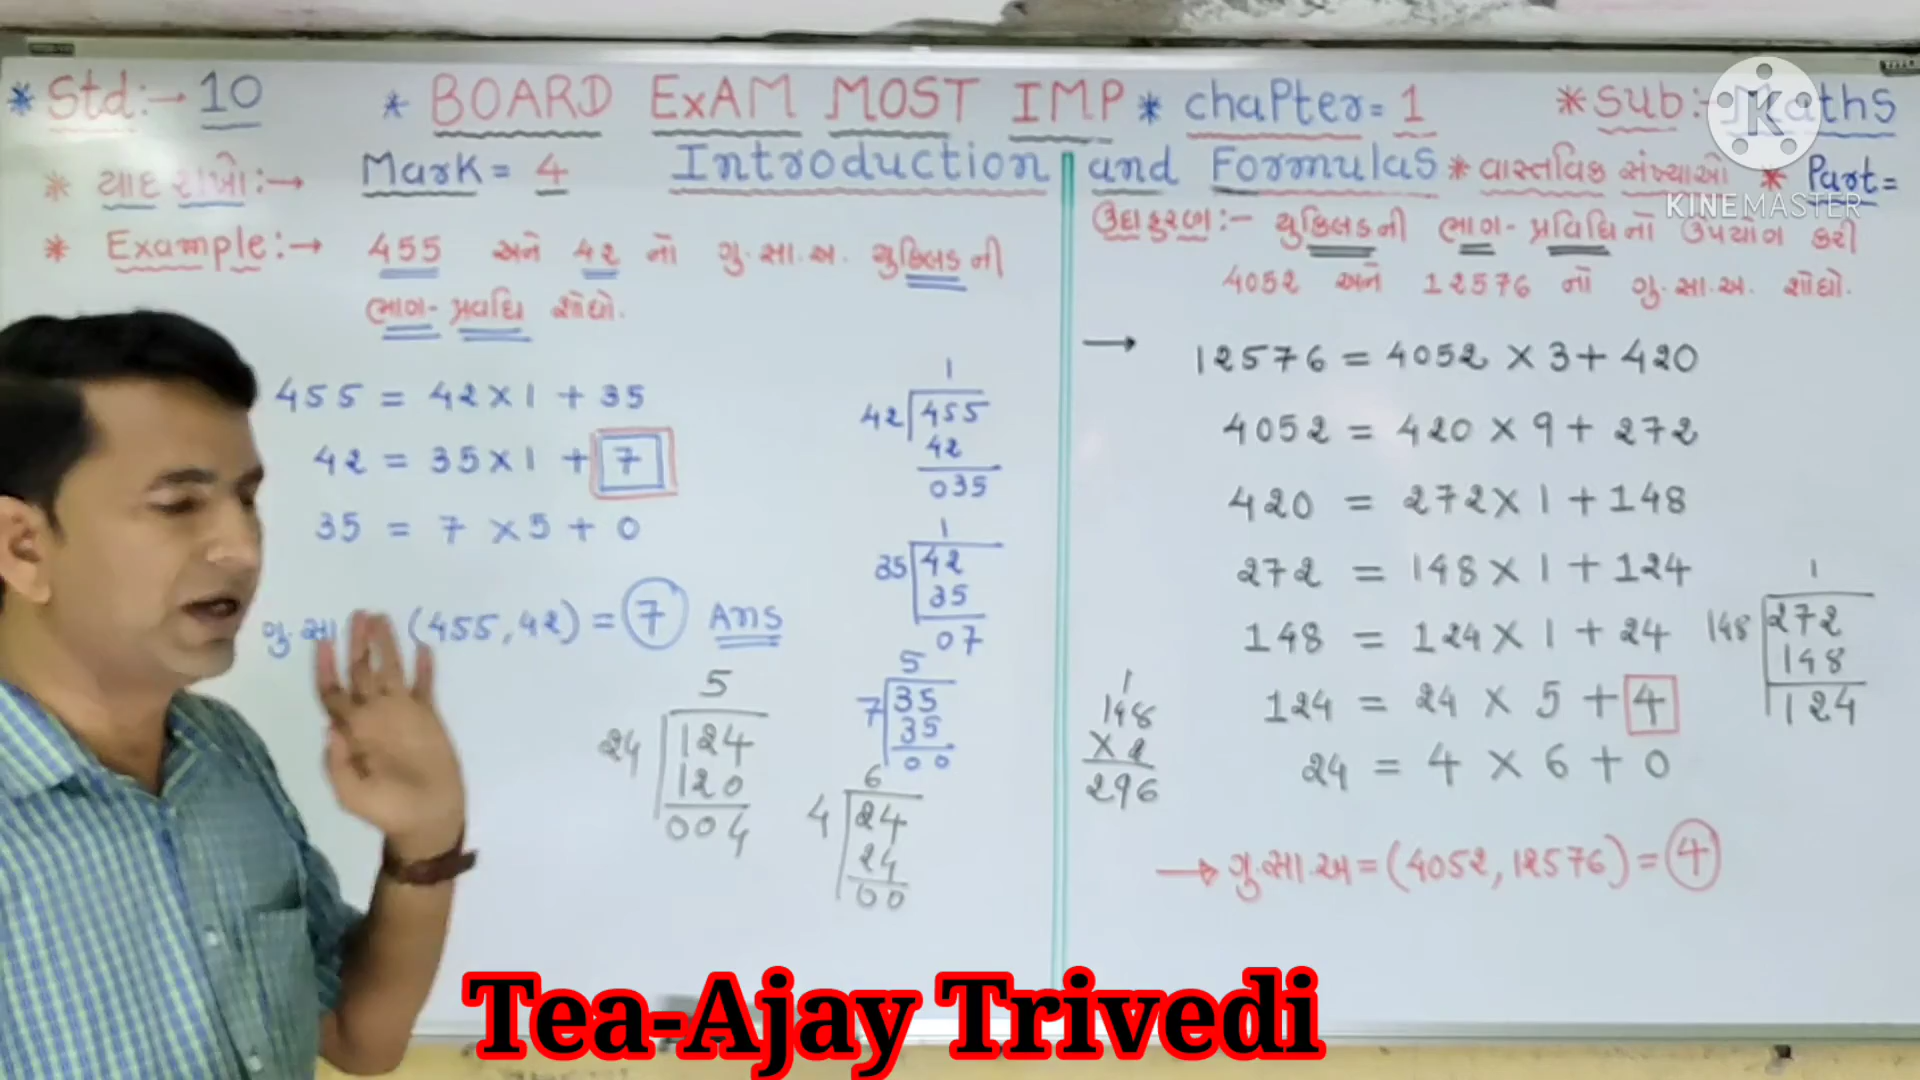 * Std:→ 10 * BOARD EXAM MOST IMP * chapter = 1 * Sub:- Maths
* યાદ રાખો:→ Mark = 4 Introduction and Formulas * વાસ્તવિક સંખ્યાઓ * Part=
KINEMASTER
* Example:→ 455 અને 42 નો ગુ.સા.અ. યુક્લિડની
ભાગ-પ્રવિધિ શોધો.
455 = 42 × 1 + 35
42 = 35 × 1 + 7
35 = 7 × 5 + 0
ગુ.સા (455, 42) = 7 Ans
1
42 455
42
035
1
35 42
35
07
5
7 35
35
00
5
24 124
120
004
6
4 24
24
00
ઉદાહરણ:- યુક્લિડની ભાગ-પ્રવિધિનો ઉપયોગ કરી
4052 અને 12576 નો ગુ.સા.અ. શોધો.
→ 12576 = 4052 × 3 + 420
4052 = 420 × 9 + 272
420 = 272 × 1 + 148
272 = 148 × 1 + 124
148 = 124 × 1 + 24
124 = 24 × 5 + 4
24 = 4 × 6 + 0
→ ગુ.સા.અ = (4052, 12576) = 4
1
148
× 2
296
1
148 272
148
124
Tea-Ajay Trivedi